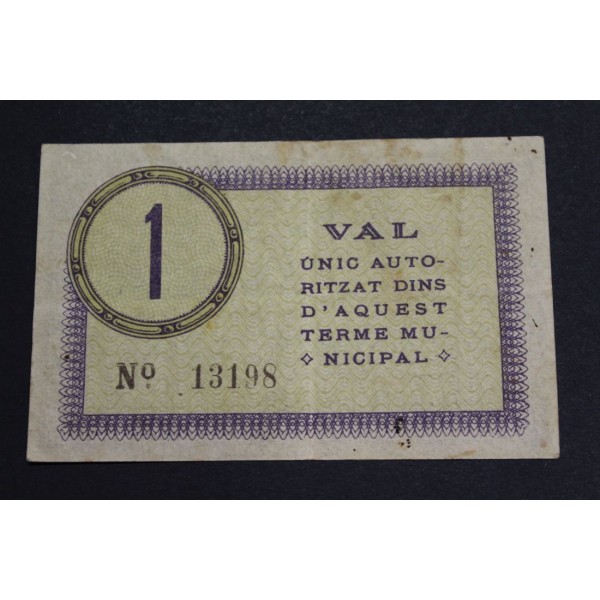 1
VAL
ÚNIC AUTO-
RITZAT DINS
D'AQUEST
TERME MU-
NICIPAL
Nº 13198